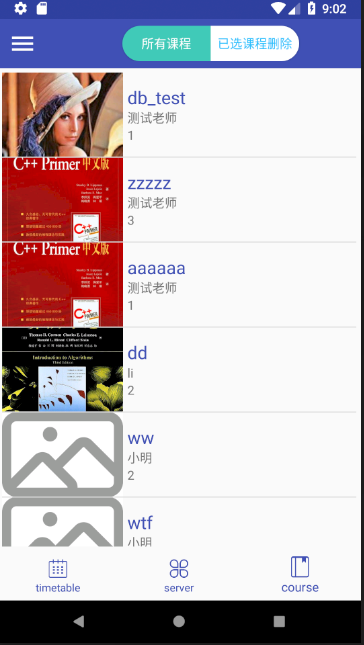 9:02
所有课程
已选课程删除
db_test
测试老师
1
C++ Primer 中文版
zzzzz
测试老师
3
C++ Primer 中文版
aaaaaa
测试老师
1
Introduction to Algorithms
dd
li
2
ww
小明
2
wtf
小明
timetable
server
course